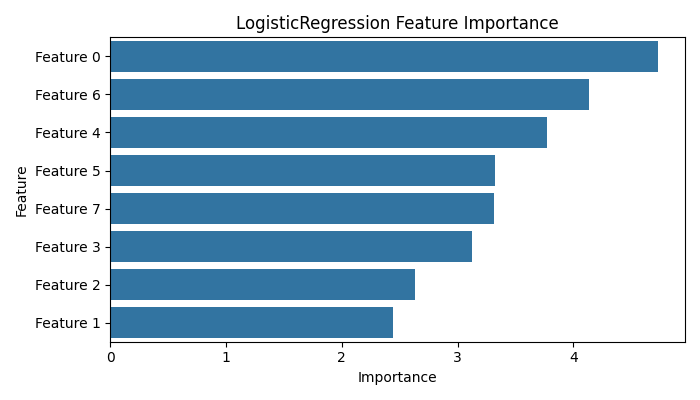 LogisticRegression Feature Importance
Feature 0
Feature 6
Feature 4
Feature 5
Feature 7
Feature 3
Feature 2
Feature 1
Feature
0 1 2 3 4
Importance